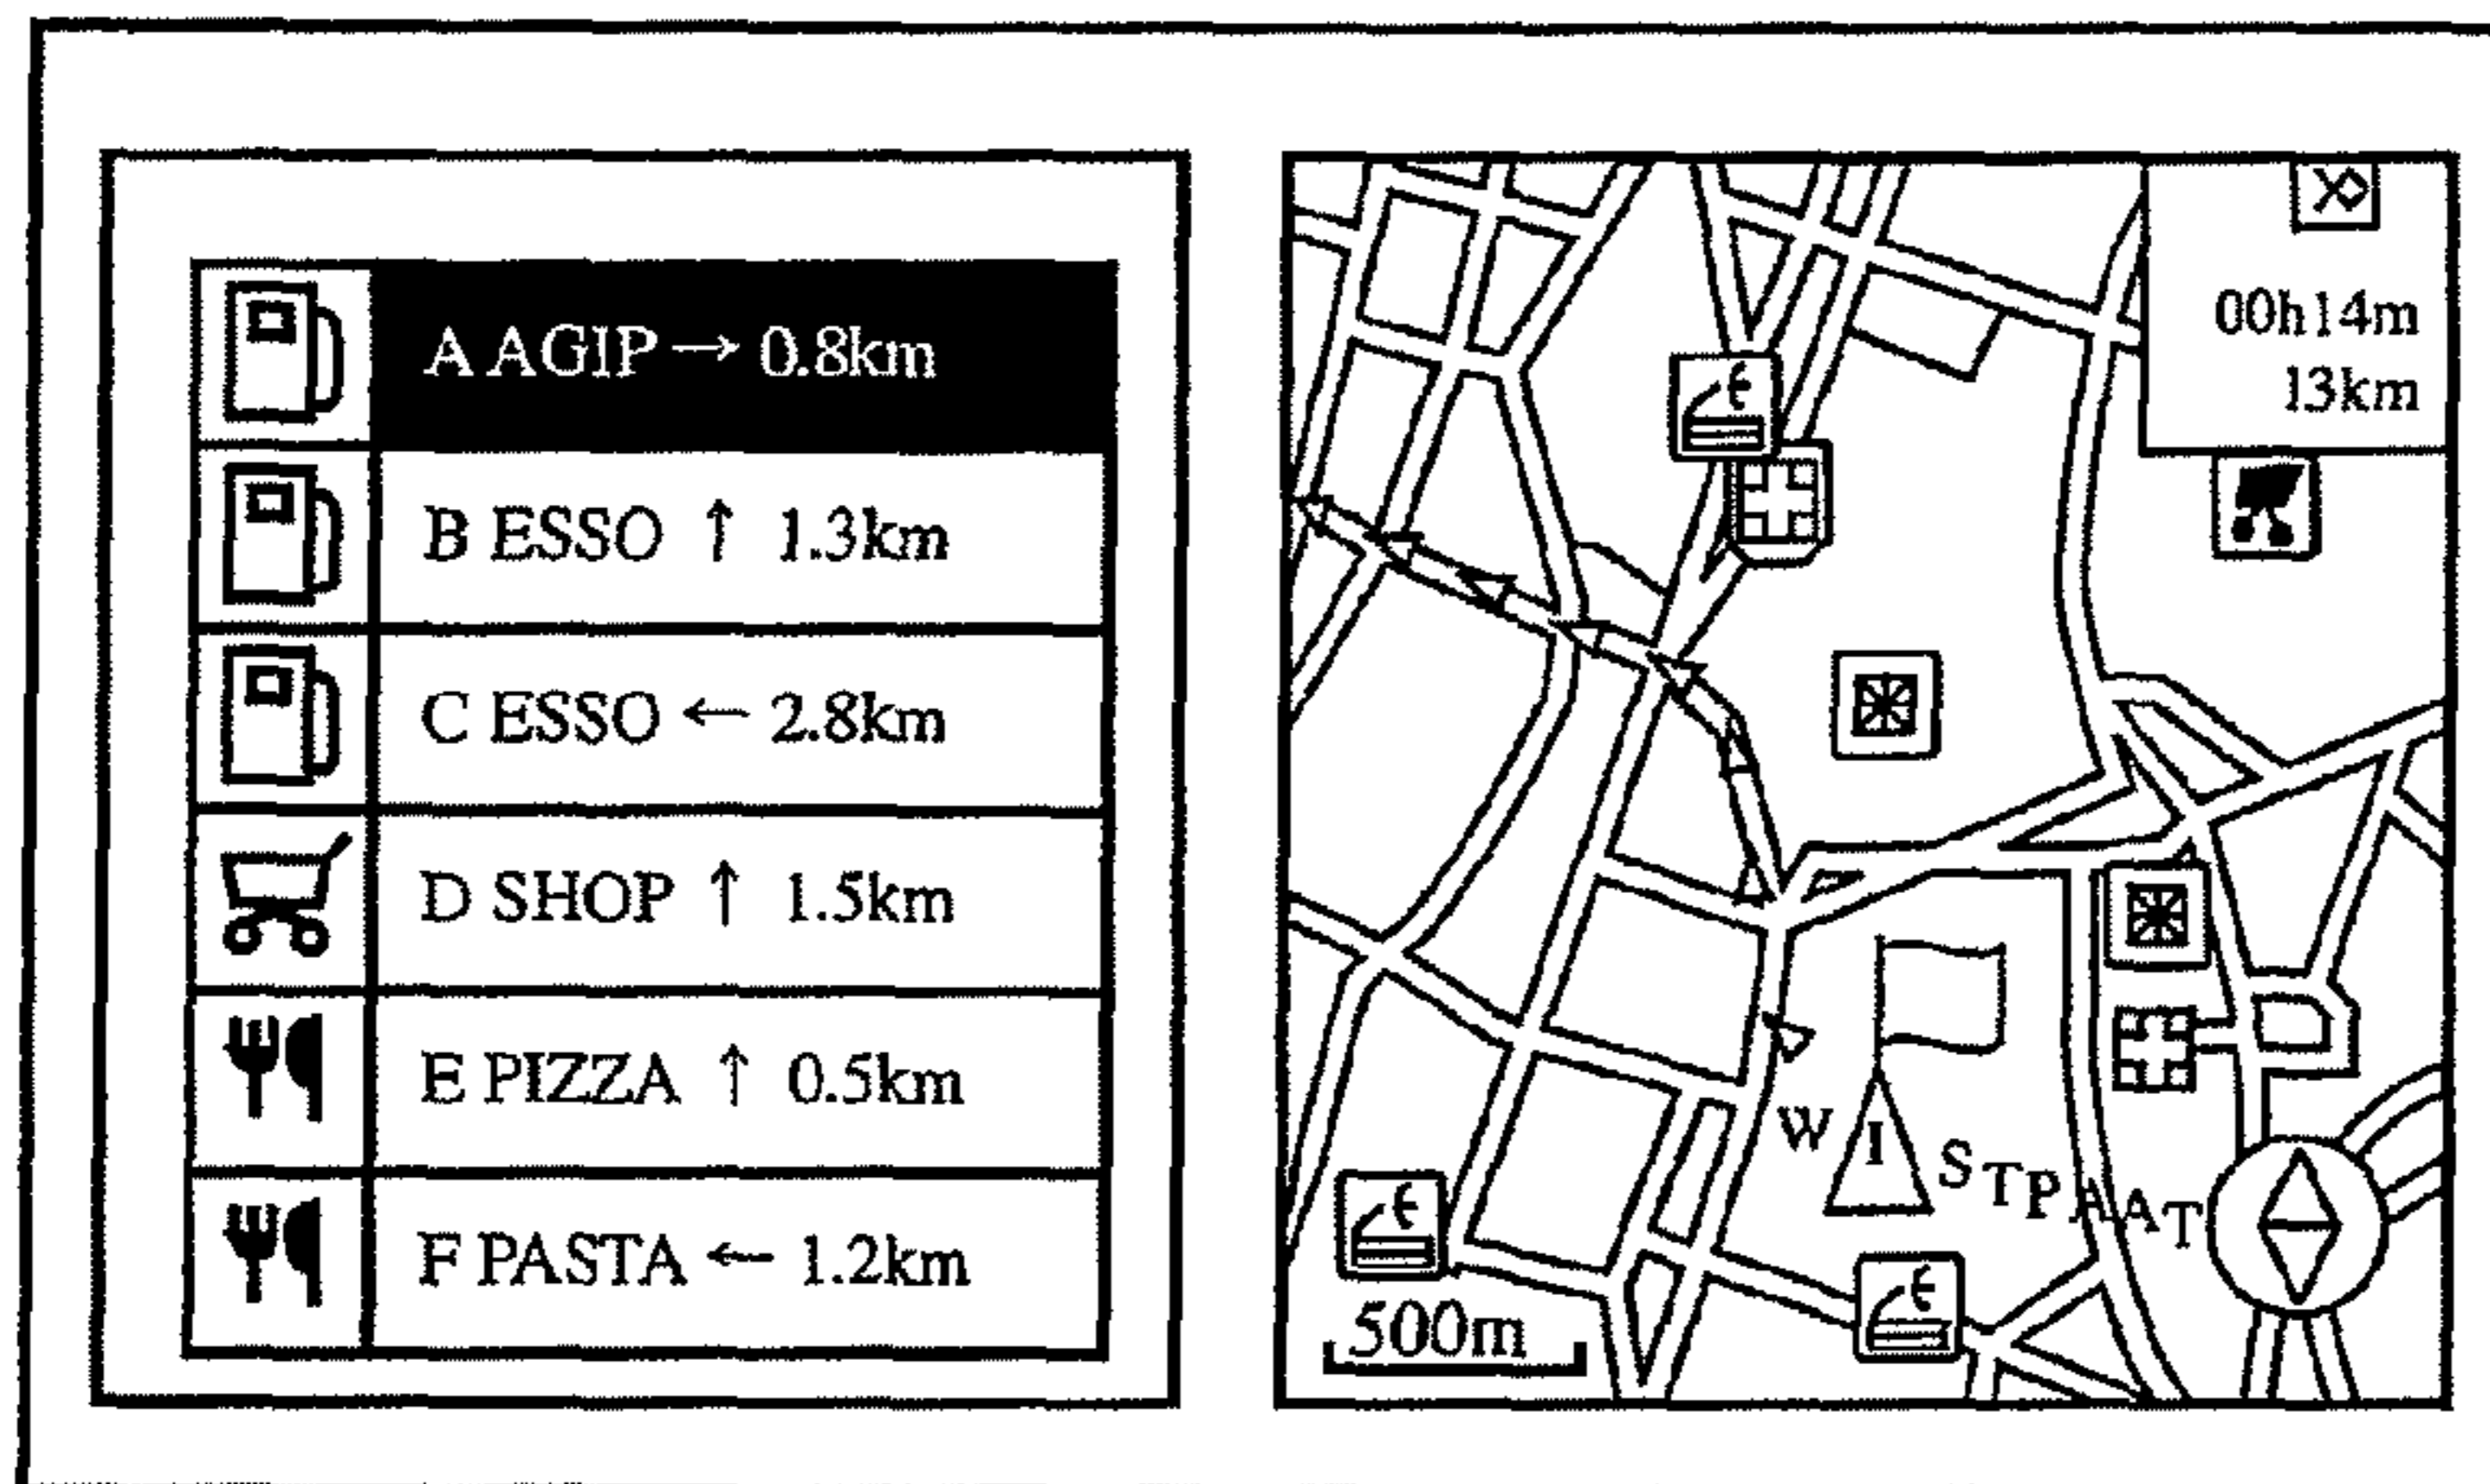 A AGIP → 0.8km
B ESSO ↑ 1.3km
C ESSO ← 2.8km
D SHOP ↑ 1.5km
E PIZZA ↑ 0.5km
F PASTA ← 1.2km
00h14m
13km
W I STPAAT
500m